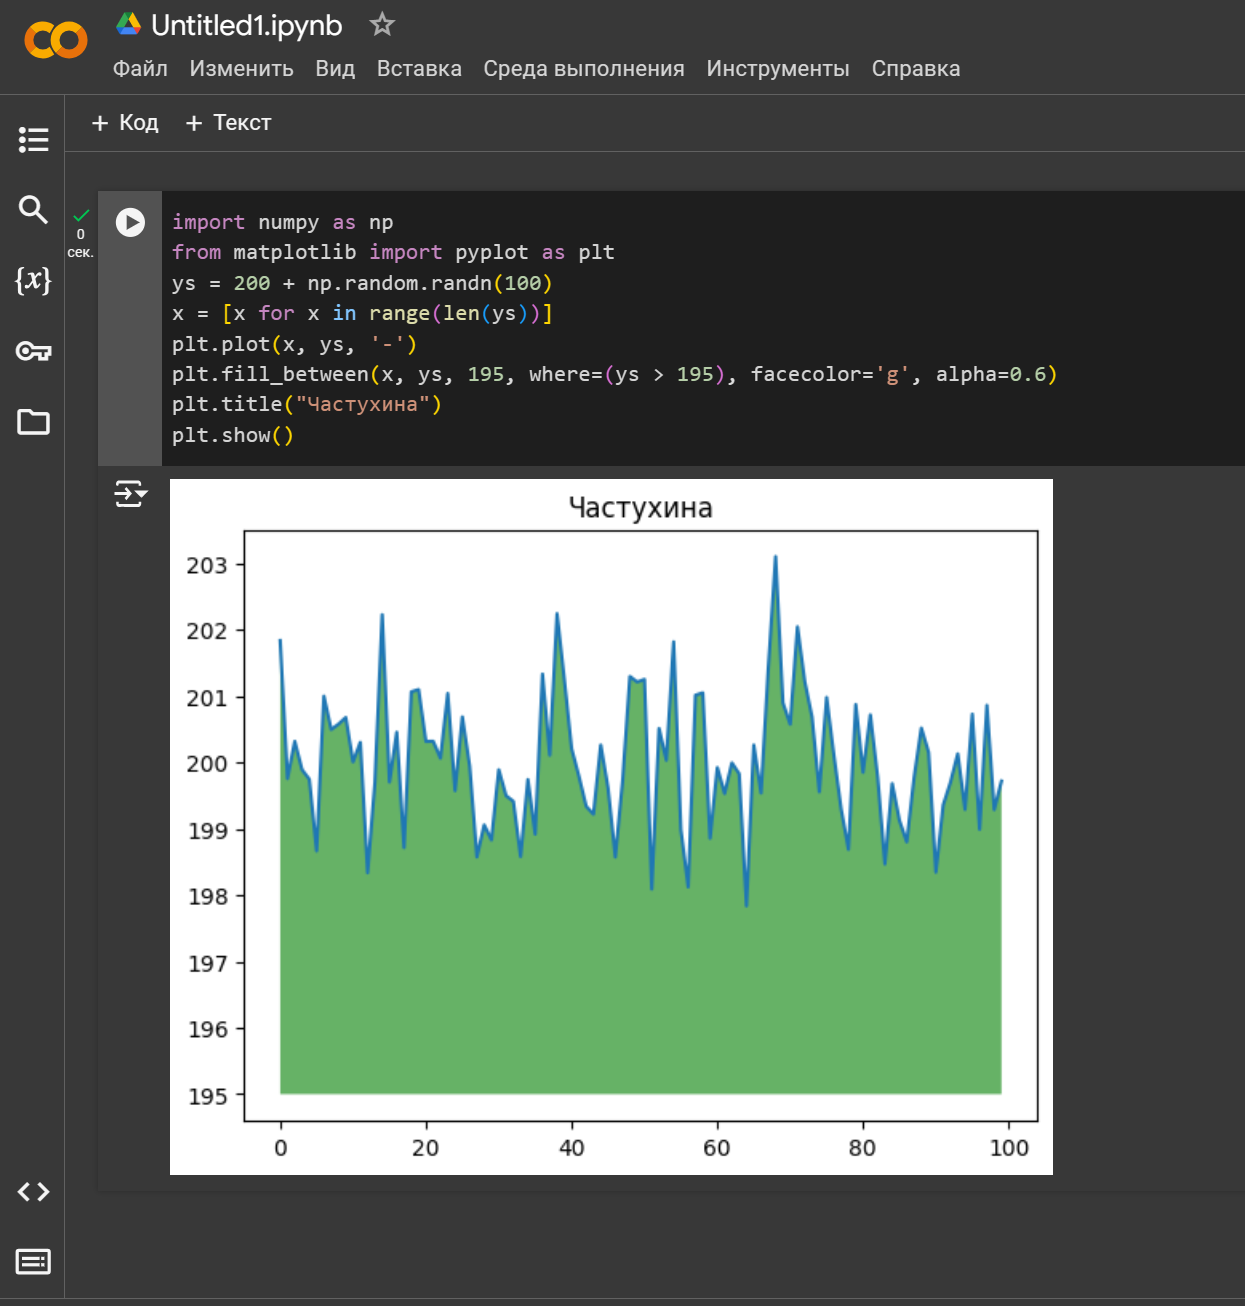 Untitled1.ipynb
Файл Изменить Вид Вставка Среда выполнения Инструменты Справка
+ Код + Текст
0
сек.
import numpy as np
from matplotlib import pyplot as plt
ys = 200 + np.random.randn(100)
x = [x for x in range(len(ys))]
plt.plot(x, ys, '-')
plt.fill_between(x, ys, 195, where=(ys > 195), facecolor='g', alpha=0.6)
plt.title("Частухина")
plt.show()
{x}
Частухина
203
202
201
200
199
198
197
196
195
0 20 40 60 80 100